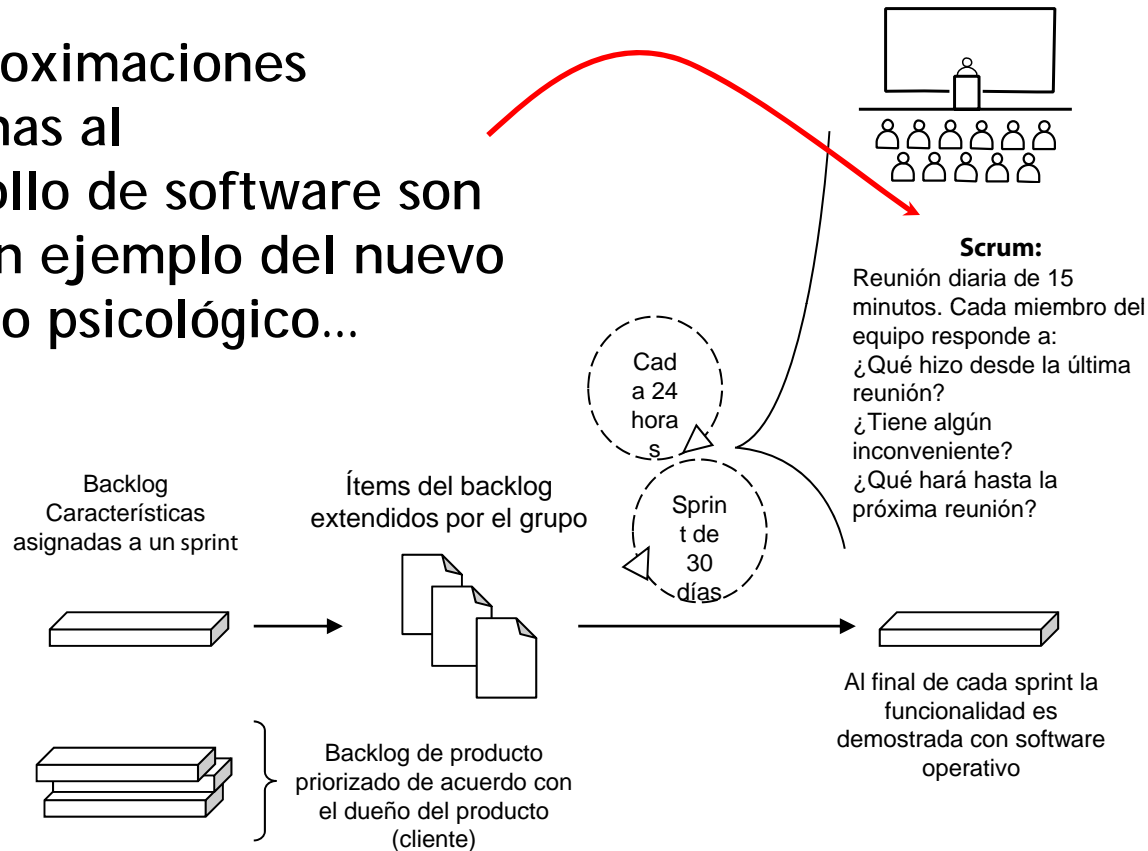 oximaciones
nas al
ollo de software son
n ejemplo del nuevo
o psicológico...
Scrum:
Reunión diaria de 15
minutos. Cada miembro del
equipo responde a:
¿Qué hizo desde la última
reunión?
¿Tiene algún
inconveniente?
¿Qué hará hasta la
próxima reunión?
Cad
a 24
hora
s
Sprin
t de
30
días
Backlog
Características
asignadas a un sprint
Ítems del backlog
extendidos por el grupo
Backlog de producto
priorizado de acuerdo con
el dueño del producto
(cliente)
Al final de cada sprint la
funcionalidad es
demostrada con software
operativo